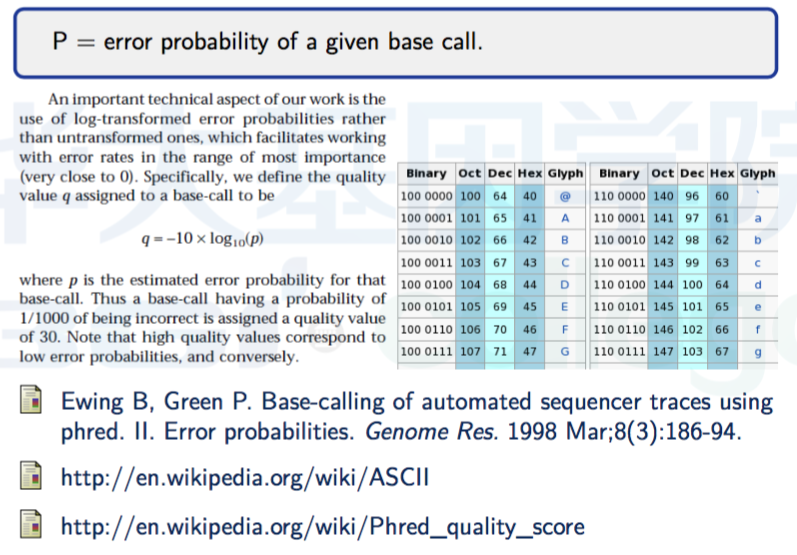 P = error probability of a given base call.
An important technical aspect of our work is the
use of log-transformed error probabilities rather
than untransformed ones, which facilitates working
with error rates in the range of most importance
(very close to 0). Specifically, we define the quality
value q assigned to a base-call to be
q = −10 × log₁₀(p)
where p is the estimated error probability for that
base-call. Thus a base-call having a probability of
1/1000 of being incorrect is assigned a quality value
of 30. Note that high quality values correspond to
low error probabilities, and conversely.
Binary Oct Dec Hex Glyph Binary Oct Dec Hex Glyph
100 0000 100 64 40 @ 110 0000 140 96 60 `
100 0001 101 65 41 A 110 0001 141 97 61 a
100 0010 102 66 42 B 110 0010 142 98 62 b
100 0011 103 67 43 C 110 0011 143 99 63 c
100 0100 104 68 44 D 110 0100 144 100 64 d
100 0101 105 69 45 E 110 0101 145 101 65 e
100 0110 106 70 46 F 110 0110 146 102 66 f
100 0111 107 71 47 G 110 0111 147 103 67 g
Ewing B, Green P. Base-calling of automated sequencer traces using
phred. II. Error probabilities. Genome Res. 1998 Mar;8(3):186-94.
http://en.wikipedia.org/wiki/ASCII
http://en.wikipedia.org/wiki/Phred_quality_score